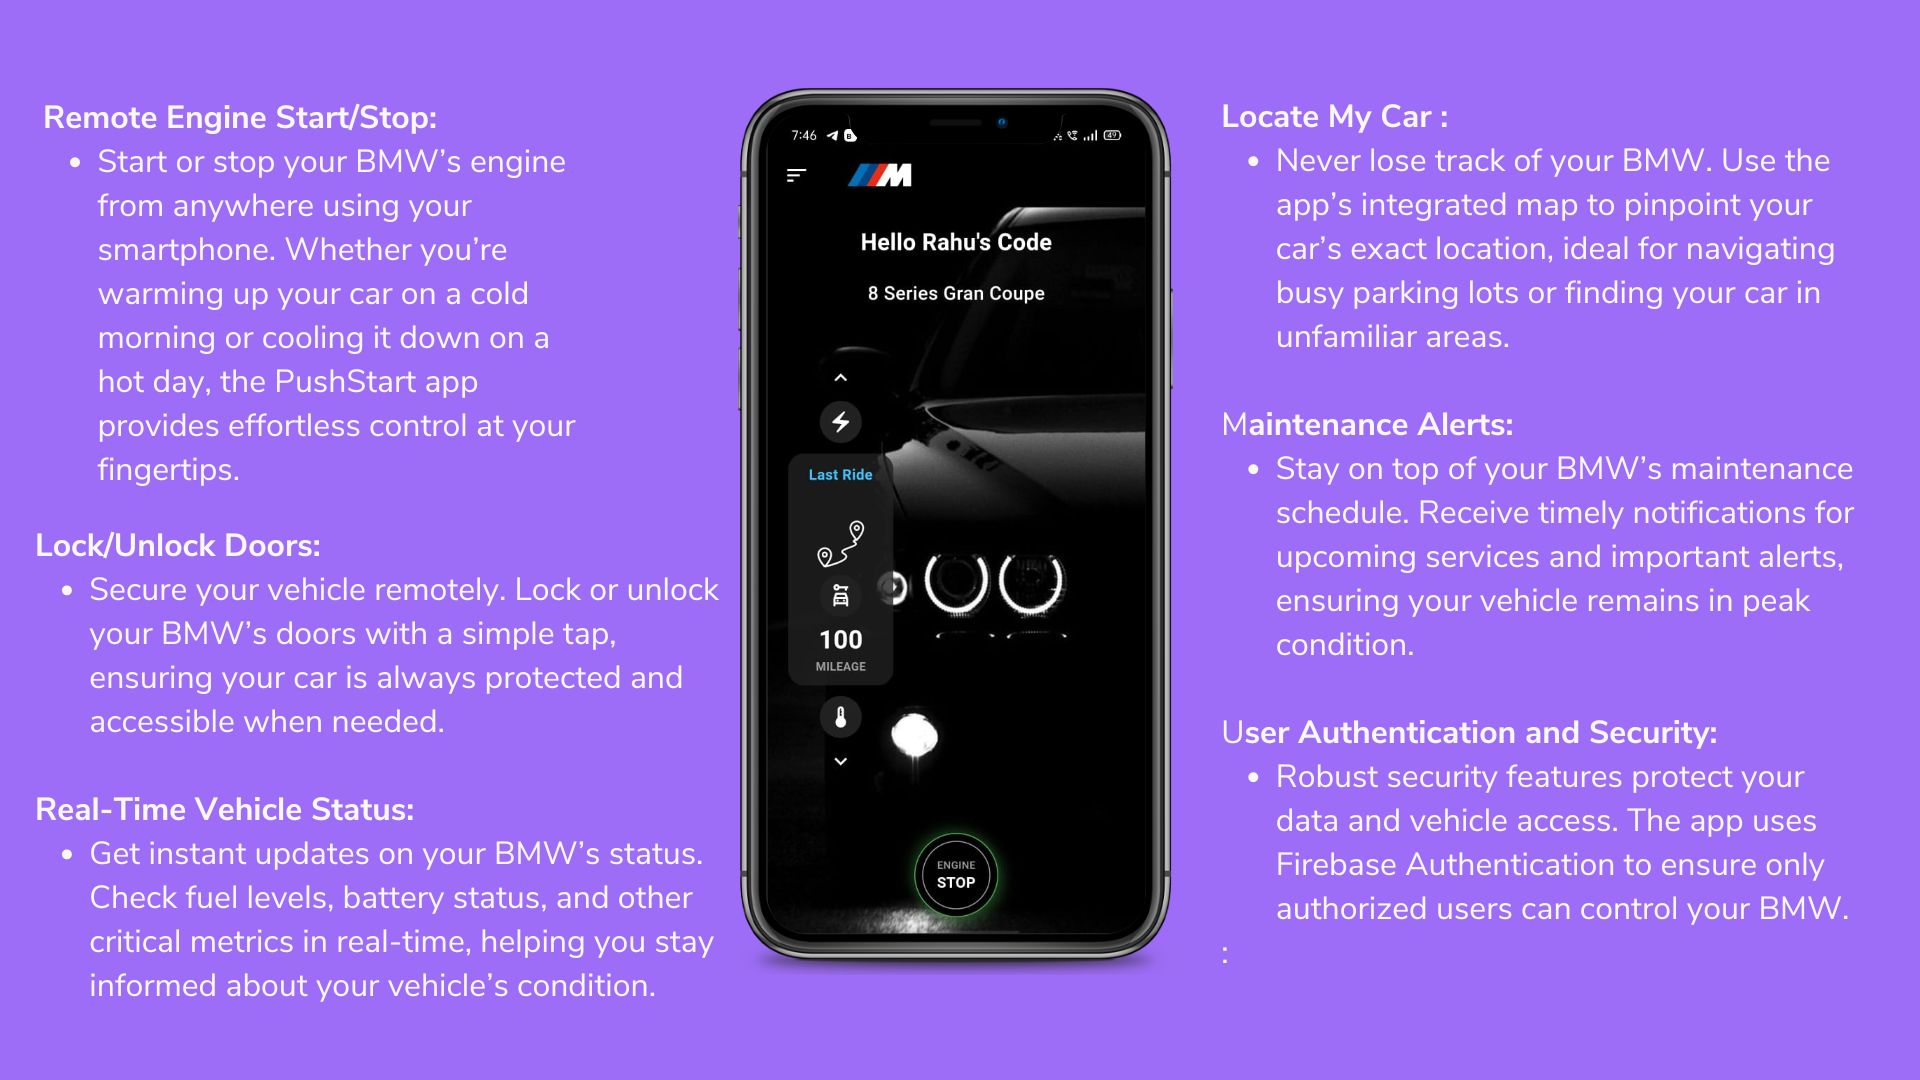 Remote Engine Start/Stop:
• Start or stop your BMW’s engine
from anywhere using your
smartphone. Whether you’re
warming up your car on a cold
morning or cooling it down on a
hot day, the PushStart app
provides effortless control at your
fingertips.
Lock/Unlock Doors:
• Secure your vehicle remotely. Lock or unlock
your BMW’s doors with a simple tap,
ensuring your car is always protected and
accessible when needed.
Real-Time Vehicle Status:
• Get instant updates on your BMW’s status.
Check fuel levels, battery status, and other
critical metrics in real-time, helping you stay
informed about your vehicle’s condition.
7:46
49
M
Hello Rahu's Code
8 Series Gran Coupe
Last Ride
100
MILEAGE
ENGINE
STOP
Locate My Car :
• Never lose track of your BMW. Use the
app’s integrated map to pinpoint your
car’s exact location, ideal for navigating
busy parking lots or finding your car in
unfamiliar areas.
Maintenance Alerts:
• Stay on top of your BMW’s maintenance
schedule. Receive timely notifications for
upcoming services and important alerts,
ensuring your vehicle remains in peak
condition.
User Authentication and Security:
• Robust security features protect your
data and vehicle access. The app uses
Firebase Authentication to ensure only
authorized users can control your BMW.
: